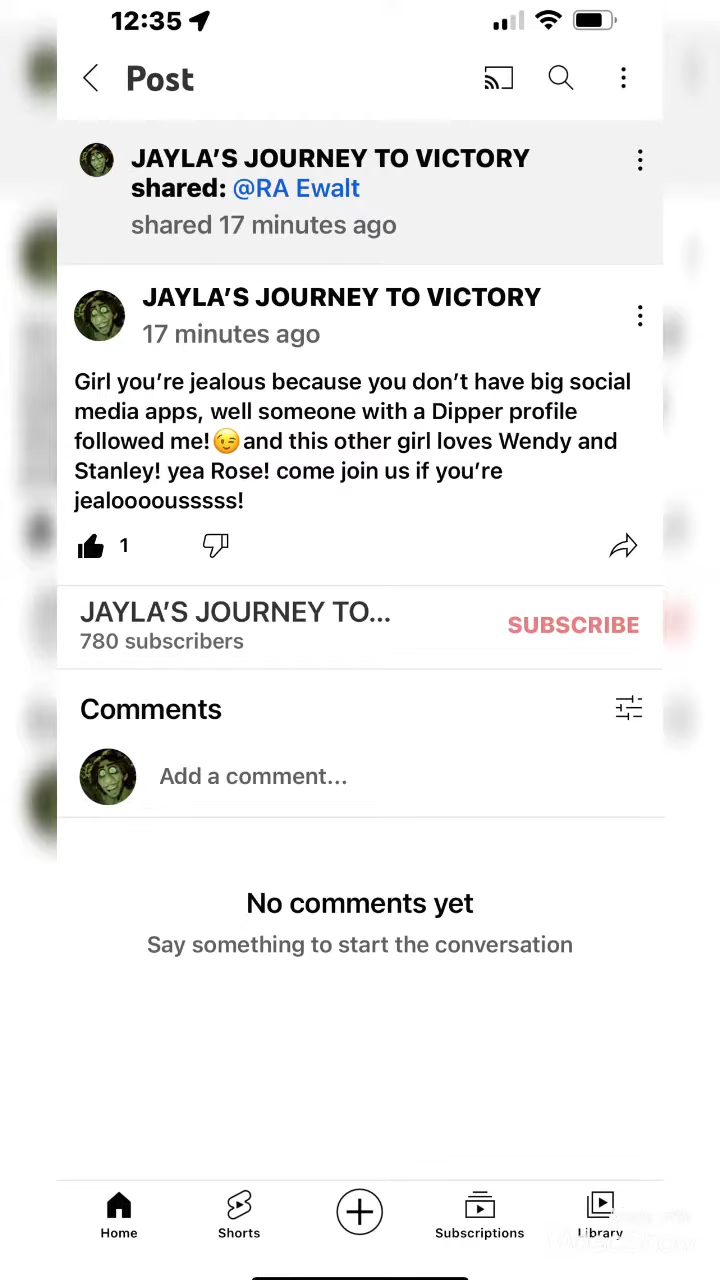 12:35
Post
JAYLA'S JOURNEY TO VICTORY
shared: @RA Ewalt
shared 17 minutes ago
JAYLA'S JOURNEY TO VICTORY
17 minutes ago
Girl you're jealous because you don't have big social
media apps, well someone with a Dipper profile
followed me!😉and this other girl loves Wendy and
Stanley! yea Rose! come join us if you're
jealoooousssss!
1
JAYLA'S JOURNEY TO...
780 subscribers
SUBSCRIBE
Comments
Add a comment...
No comments yet
Say something to start the conversation
Home
Shorts
Subscriptions
Library